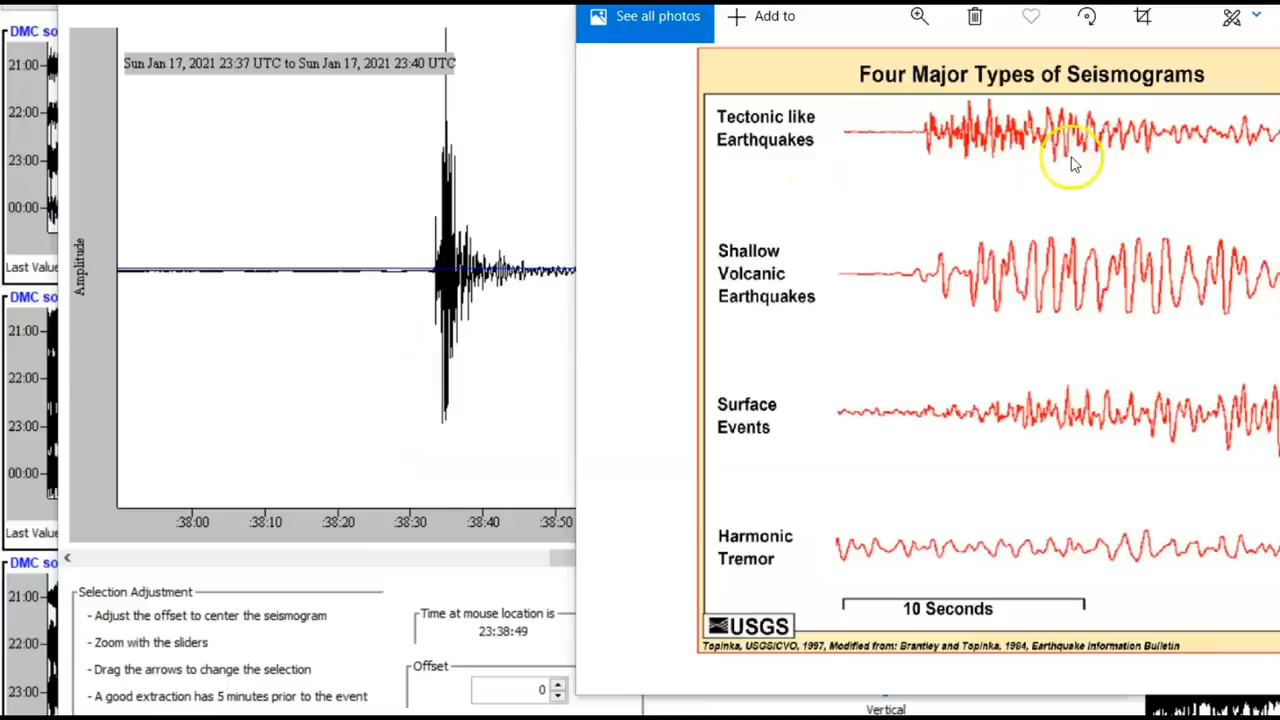 DMC so
21:00
22:00
23:00
00:00
Last Value
DMC so
21:00
22:00
23:00
00:00
Last Value
DMC so
21:00
22:00
23:00
Sun Jan 17, 2021 23:37 UTC to Sun Jan 17, 2021 23:40 UTC
Amplitude
:38:00
:38:10
:38:20
:38:30
:38:40
:38:50
Selection Adjustment
- Adjust the offset to center the seismogram
- Zoom with the sliders
- Drag the arrows to change the selection
- A good extraction has 5 minutes prior to the event
Time at mouse location is
23:38:49
Offset
0
See all photos
Add to
Four Major Types of Seismograms
Tectonic like
Earthquakes
Shallow
Volcanic
Earthquakes
Surface
Events
Harmonic
Tremor
10 Seconds
USGS
Topinka, USGS/CVO, 1997, Modified from: Brantley and Topinka, 1984, Earthquake Information Bulletin
Vertical